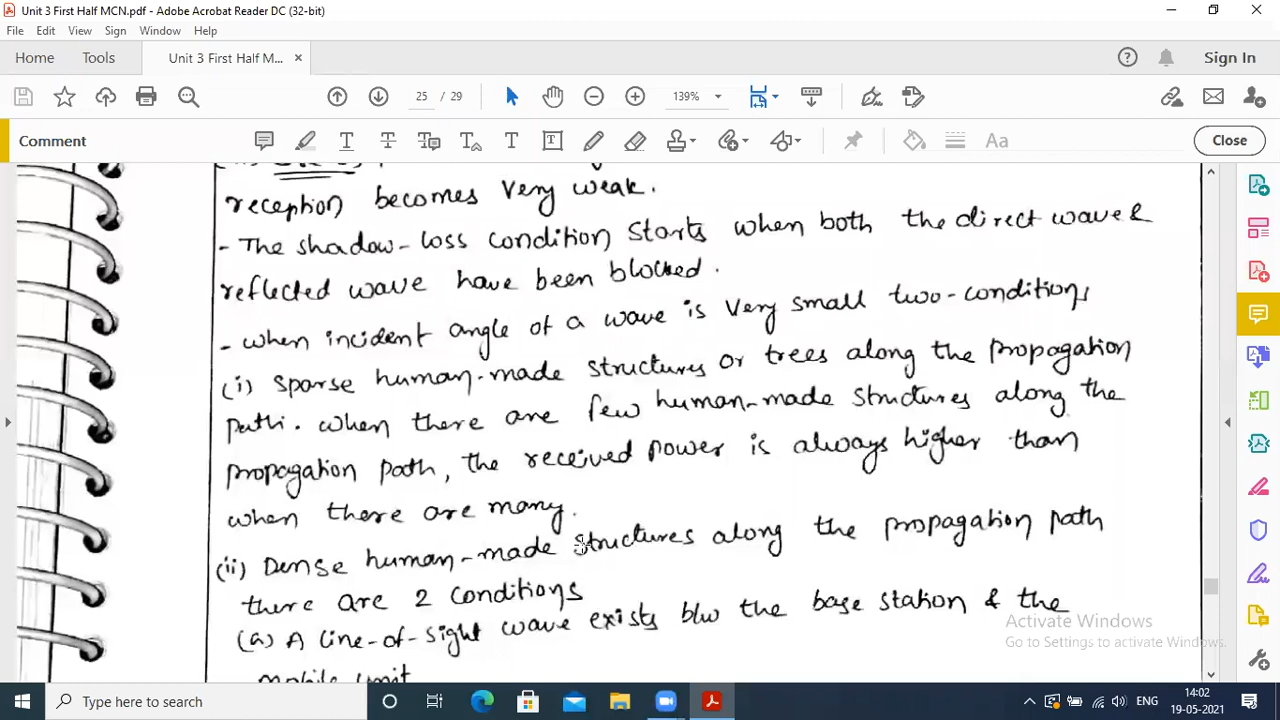 Unit 3 First Half MCN.pdf - Adobe Acrobat Reader DC (32-bit)
File Edit View Sign Window Help
Home Tools Unit 3 First Half M... × Sign In
25 / 29 139%
Comment Close
reception becomes very weak.
- The shadow-loss condition starts when both the direct wave &
reflected wave have been blocked.
- when incident angle of a wave is very small two-conditions
(i) Sparse human-made structures or trees along the propagation
path. when there are few human-made structures along the
propagation path, the received power is always higher than
when there are many.
(ii) Dense human-made structures along the propagation path
there are 2 conditions
(a) A line-of-sight wave exists b/w the base station & the
mobile unit
Activate Windows
Go to Settings to activate Windows.
Type here to search
ENG
14:02
19-05-2021